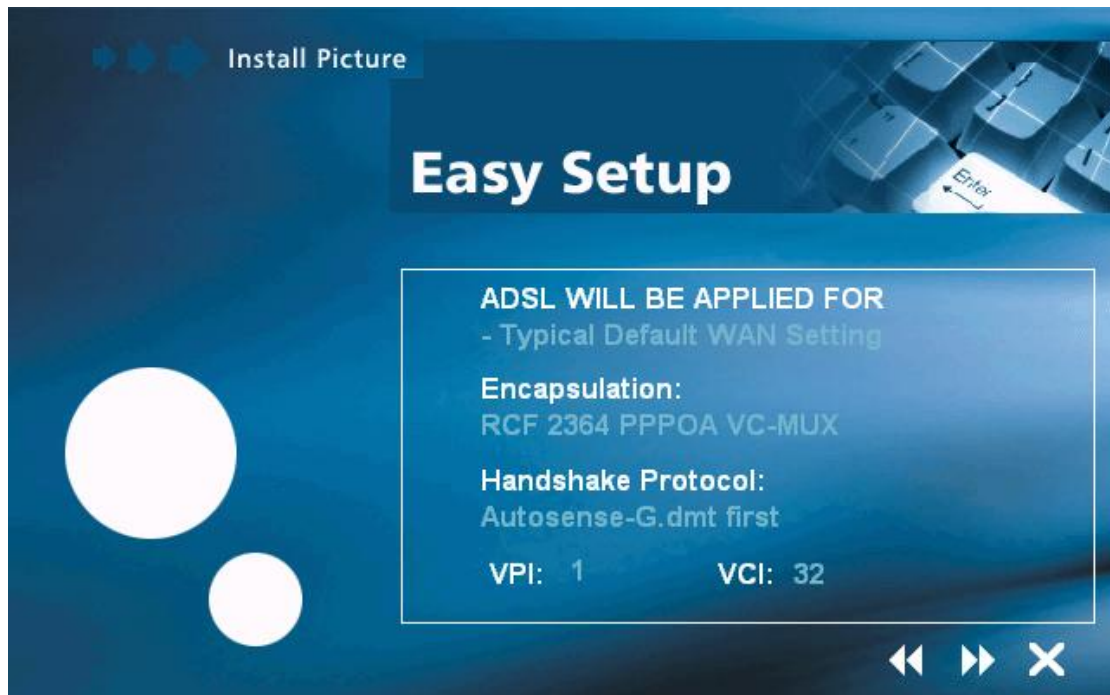 Install Picture
Easy Setup
Enter
ADSL WILL BE APPLIED FOR
- Typical Default WAN Setting
Encapsulation:
RCF 2364 PPPOA VC-MUX
Handshake Protocol:
Autosense-G.dmt first
VPI: 1 VCI: 32